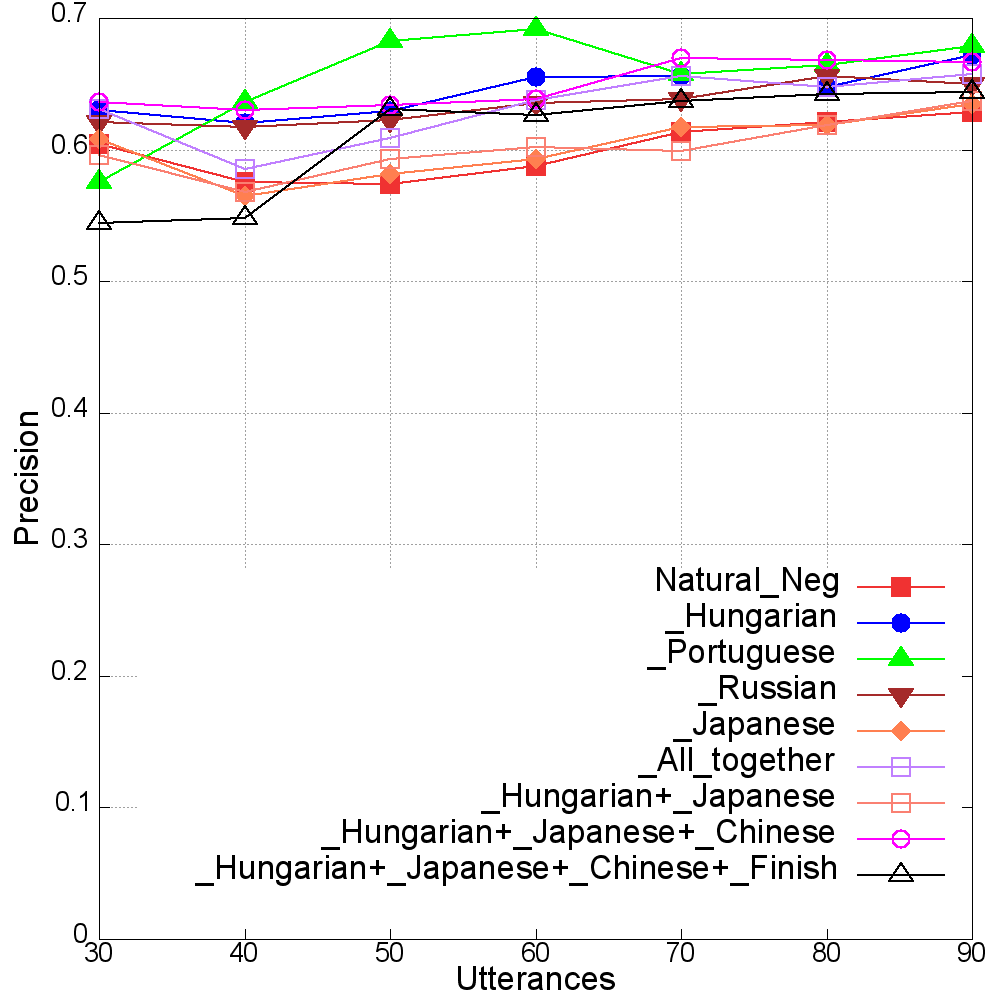 0.7
0.6
0.5
0.4
0.3
0.2
0.1
0
Precision
30 40 50 60 70 80 90
Utterances
Natural_Neg
_Hungarian
_Portuguese
_Russian
_Japanese
_All_together
_Hungarian+_Japanese
_Hungarian+_Japanese+_Chinese
_Hungarian+_Japanese+_Chinese+_Finish